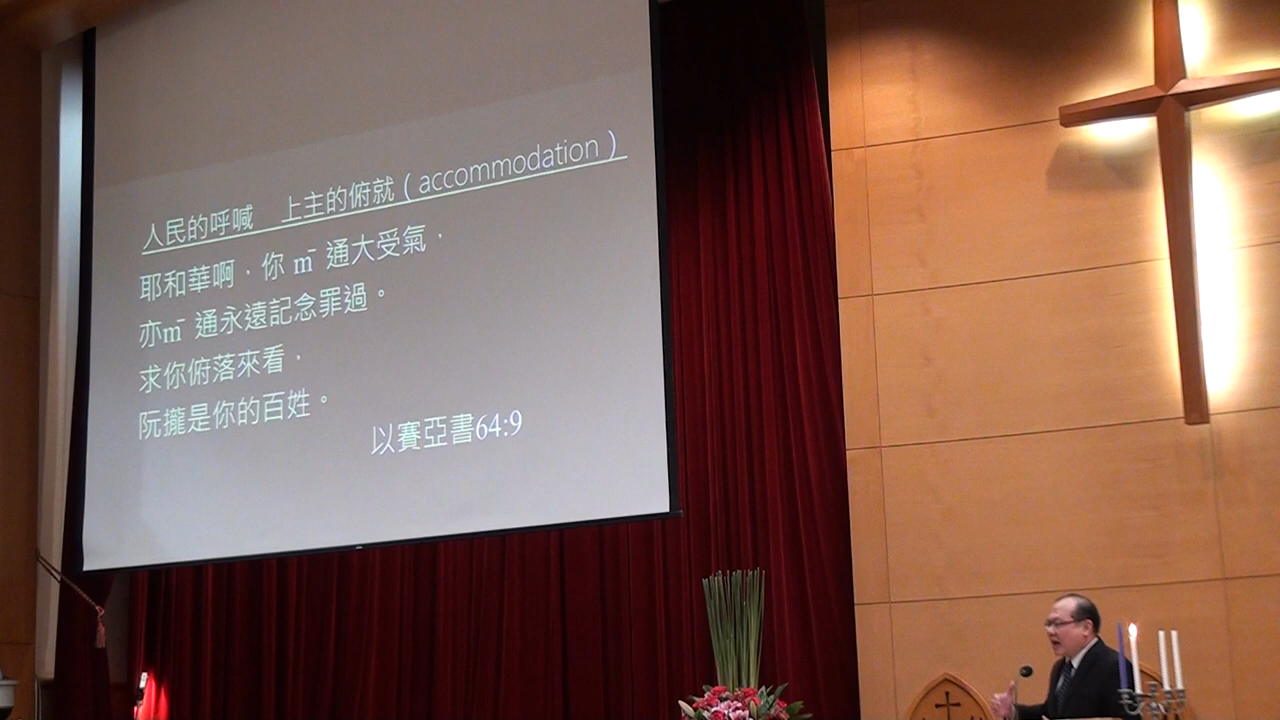 人民的呼喊 上主的俯就(accommodation)
耶和華啊,你 m̄ 通大受氣,
亦m̄ 通永遠記念罪過。
求你俯落來看,
阮攏是你的百姓。
以賽亞書64:9